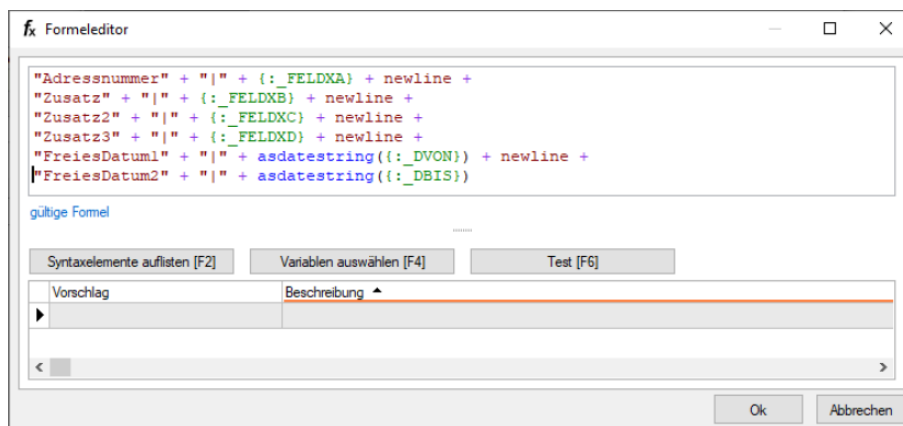 fx Formeleditor
"Adressnummer" + "|" + {:_FELDXA} + newline +
"Zusatz" + "|" + {:_FELDXB} + newline +
"Zusatz2" + "|" + {:_FELDXC} + newline +
"Zusatz3" + "|" + {:_FELDXD} + newline +
"FreiesDatum1" + "|" + asdatestring({:_DVON}) + newline +
"FreiesDatum2" + "|" + asdatestring({:_DBIS})
gültige Formel
Syntaxelemente auflisten [F2] Variablen auswählen [F4] Test [F6]
Vorschlag Beschreibung
Ok Abbrechen